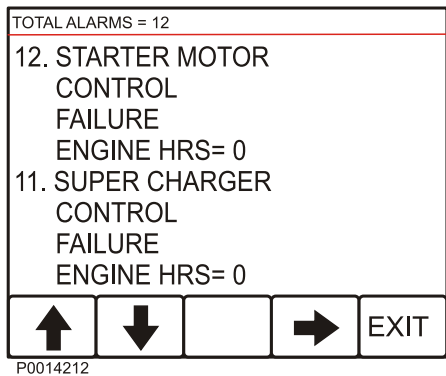 TOTAL ALARMS = 12
12. STARTER MOTOR
CONTROL
FAILURE
ENGINE HRS= 0
11. SUPER CHARGER
CONTROL
FAILURE
ENGINE HRS= 0
EXIT
P0014212